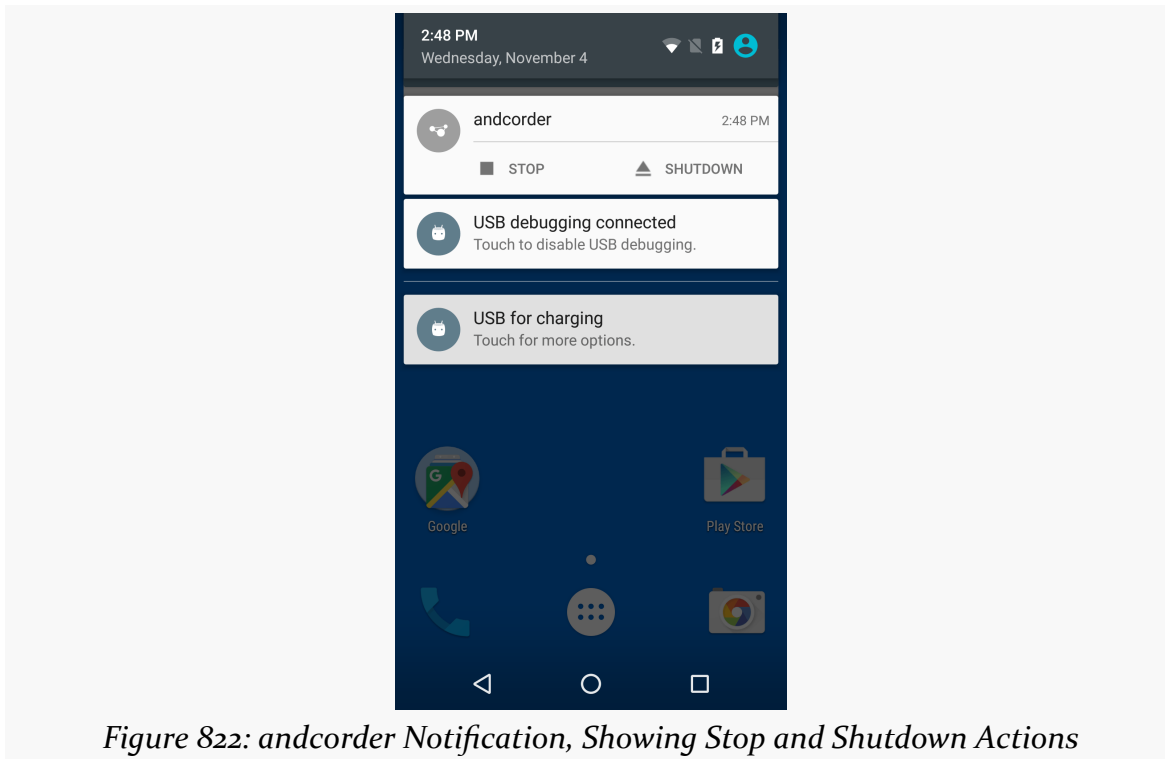 2:48 PM
Wednesday, November 4
andcorder 2:48 PM
STOP SHUTDOWN
USB debugging connected
Touch to disable USB debugging.
USB for charging
Touch for more options.
G
Google Play Store
Figure 822: andcorder Notification, Showing Stop and Shutdown Actions